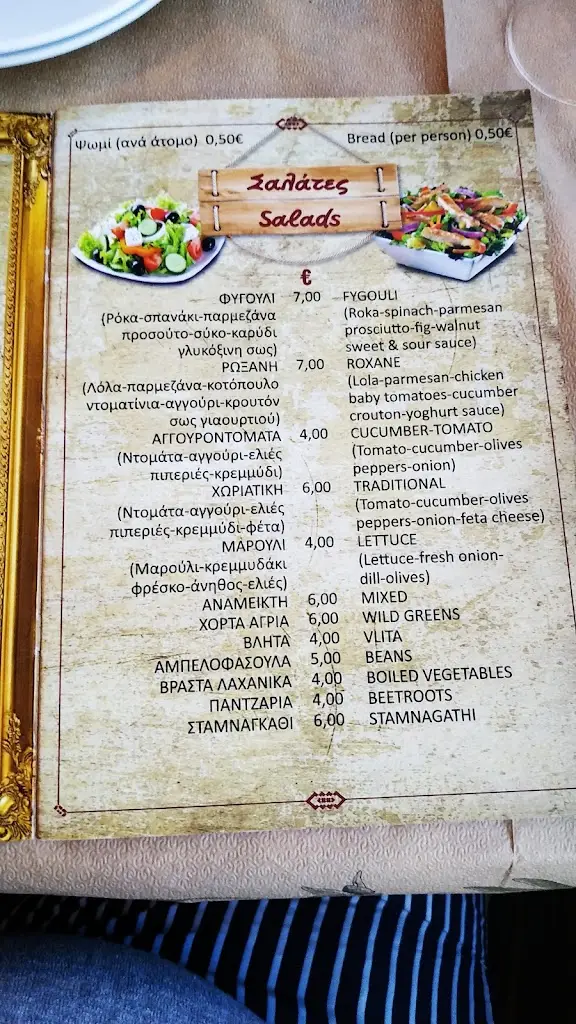 Ψωμί (ανά άτομο) 0,50€ Bread (per person) 0,50€
Σαλάτες
Salads
€
ΦΥΓΟΥΛΙ 7,00 FYGOULI
(Ρόκα-σπανάκι-παρμεζάνα (Roka-spinach-parmesan
προσούτο-σύκο-καρύδι prosciutto-fig-walnut
γλυκόξινη σως) sweet & sour sauce)
ΡΩΞΑΝΗ 7,00 ROXANE
(Λόλα-παρμεζάνα-κοτόπουλο (Lola-parmesan-chicken
ντοματίνια-αγγούρι-κρουτόν baby tomatoes-cucumber
σως γιαουρτιού) crouton-yoghurt sauce)
ΑΓΓΟΥΡΟΝΤΟΜΑΤΑ 4,00 CUCUMBER-TOMATO
(Ντομάτα-αγγούρι-ελιές (Tomato-cucumber-olives
πιπεριές-κρεμμύδι) peppers-onion)
ΧΩΡΙΑΤΙΚΗ 6,00 TRADITIONAL
(Ντομάτα-αγγούρι-ελιές (Tomato-cucumber-olives
πιπεριές-κρεμμύδι-φέτα) peppers-onion-feta cheese)
ΜΑΡΟΥΛΙ 4,00 LETTUCE
(Μαρούλι-κρεμμυδάκι (Lettuce-fresh onion-
φρέσκο-άνηθος-ελιές) dill-olives)
ΑΝΑΜΕΙΚΤΗ 6,00 MIXED
ΧΟΡΤΑ ΑΓΡΙΑ 6,00 WILD GREENS
ΒΛΗΤΑ 4,00 VLITA
ΑΜΠΕΛΟΦΑΣΟΥΛΑ 5,00 BEANS
ΒΡΑΣΤΑ ΛΑΧΑΝΙΚΑ 4,00 BOILED VEGETABLES
ΠΑΝΤΖΑΡΙΑ 4,00 BEETROOTS
ΣΤΑΜΝΑΓΚΑΘΙ 6,00 STAMNAGATHI